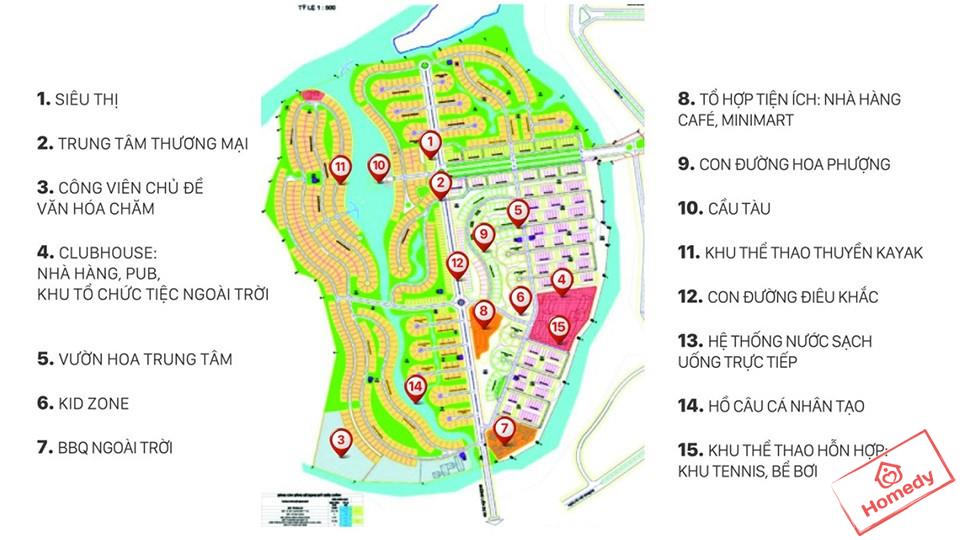 TỶ LỆ 1 : 500
1. SIÊU THỊ
2. TRUNG TÂM THƯƠNG MẠI
3. CÔNG VIÊN CHỦ ĐỀ
VĂN HÓA CHĂM
4. CLUBHOUSE:
NHÀ HÀNG, PUB,
KHU TỔ CHỨC TIỆC NGOÀI TRỜI
5. VƯỜN HOA TRUNG TÂM
6. KID ZONE
7. BBQ NGOÀI TRỜI
1
11
10
2
5
9
12
4
6
8
15
14
7
3
8. TỔ HỢP TIỆN ÍCH: NHÀ HÀNG
CAFÉ, MINIMART
9. CON ĐƯỜNG HOA PHƯỢNG
10. CẦU TÀU
11. KHU THỂ THAO THUYỀN KAYAK
12. CON ĐƯỜNG ĐIÊU KHẮC
13. HỆ THỐNG NƯỚC SẠCH
UỐNG TRỰC TIẾP
14. HỒ CÂU CÁ NHÂN TẠO
15. KHU THỂ THAO HỖN HỢP:
KHU TENNIS, BỂ BƠI
Homedy